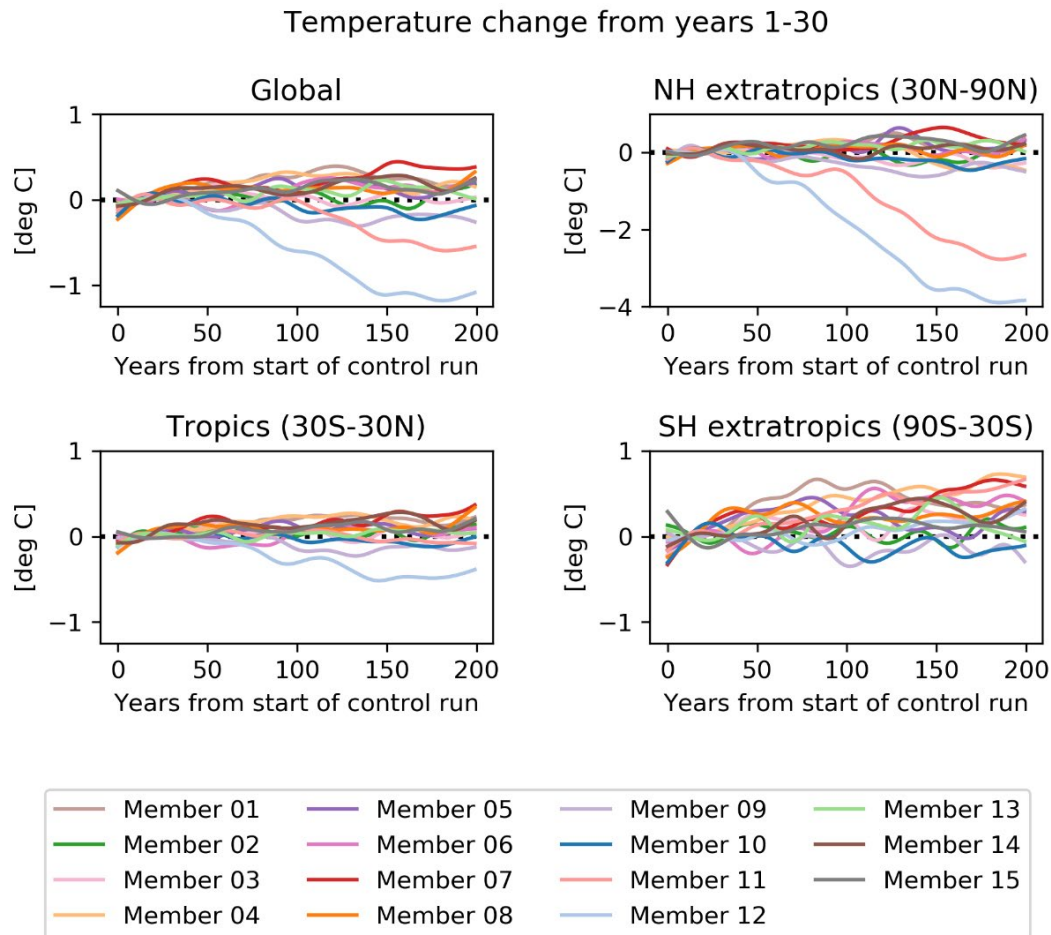 Temperature change from years 1-30
Global
1
0
−1
[deg C]
0 50 100 150 200
Years from start of control run
NH extratropics (30N-90N)
0
−2
−4
[deg C]
0 50 100 150 200
Years from start of control run
Tropics (30S-30N)
1
0
−1
[deg C]
0 50 100 150 200
Years from start of control run
SH extratropics (90S-30S)
1
0
−1
[deg C]
0 50 100 150 200
Years from start of control run
Member 01 Member 05 Member 09 Member 13
Member 02 Member 06 Member 10 Member 14
Member 03 Member 07 Member 11 Member 15
Member 04 Member 08 Member 12